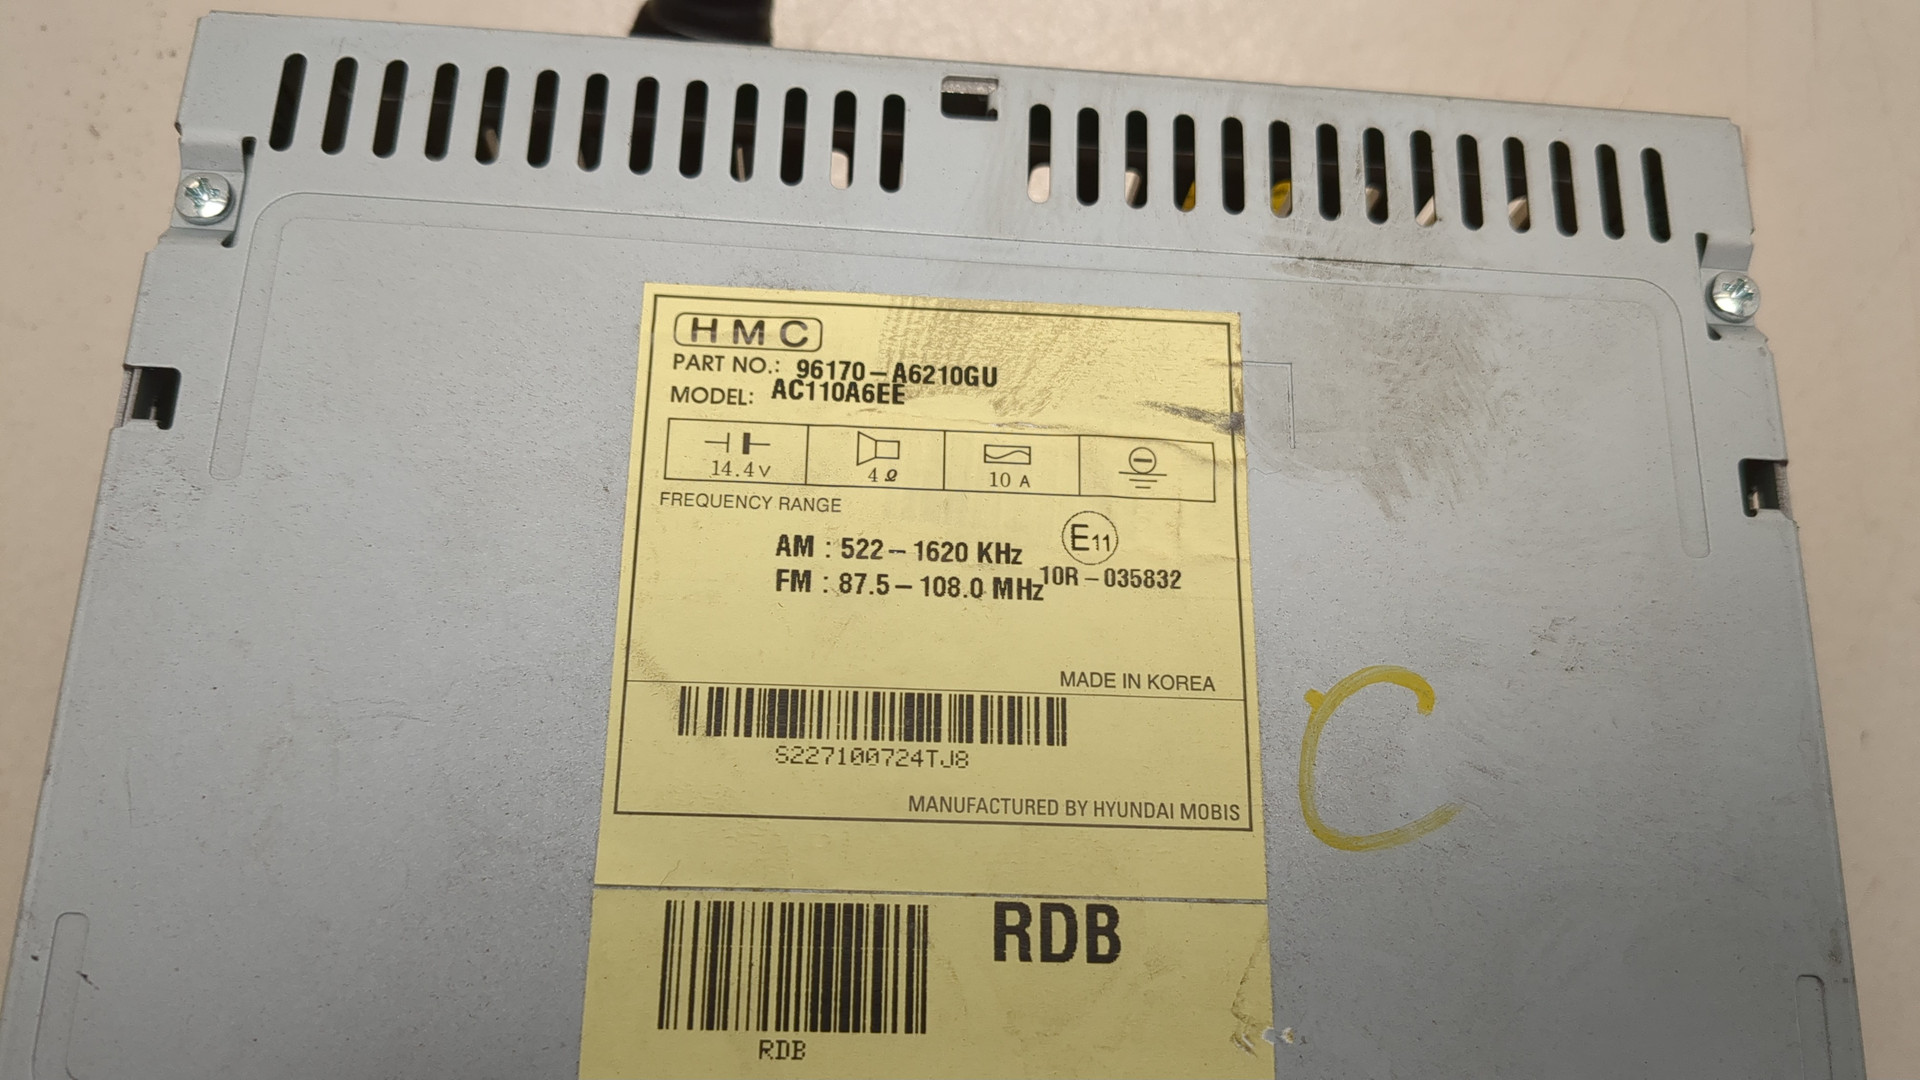 HMC
PART NO.: 96170-A6210GU
MODEL: AC110A6EE
14.4V 4Ω 10 A
FREQUENCY RANGE
AM : 522-1620 KHz E11
FM : 87.5-108.0 MHz 10R-035832
MADE IN KOREA
S227100724TJ8
MANUFACTURED BY HYUNDAI MOBIS
C
RDB
RDB